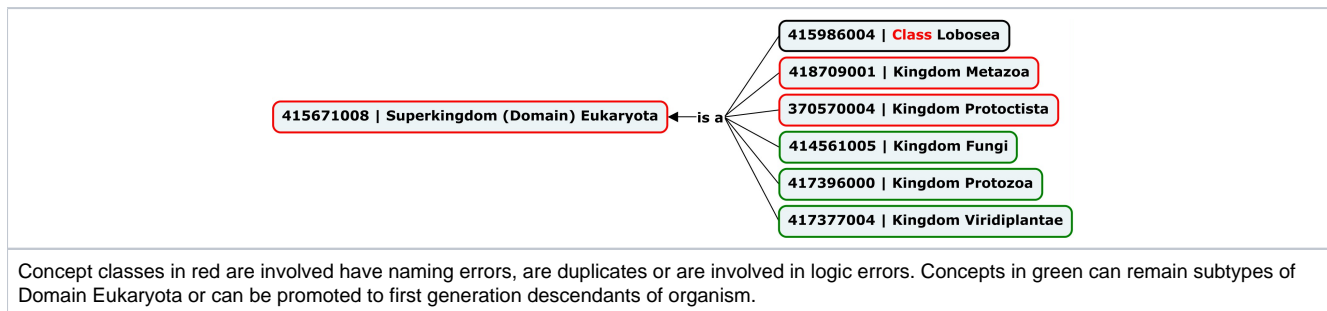 415986004 | Class Lobosea
418709001 | Kingdom Metazoa
415671008 | Superkingdom (Domain) Eukaryota
is a
370570004 | Kingdom Protoctista
414561005 | Kingdom Fungi
417396000 | Kingdom Protozoa
417377004 | Kingdom Viridiplantae
Concept classes in red are involved have naming errors, are duplicates or are involved in logic errors. Concepts in green can remain subtypes of
Domain Eukaryota or can be promoted to first generation descendants of organism.